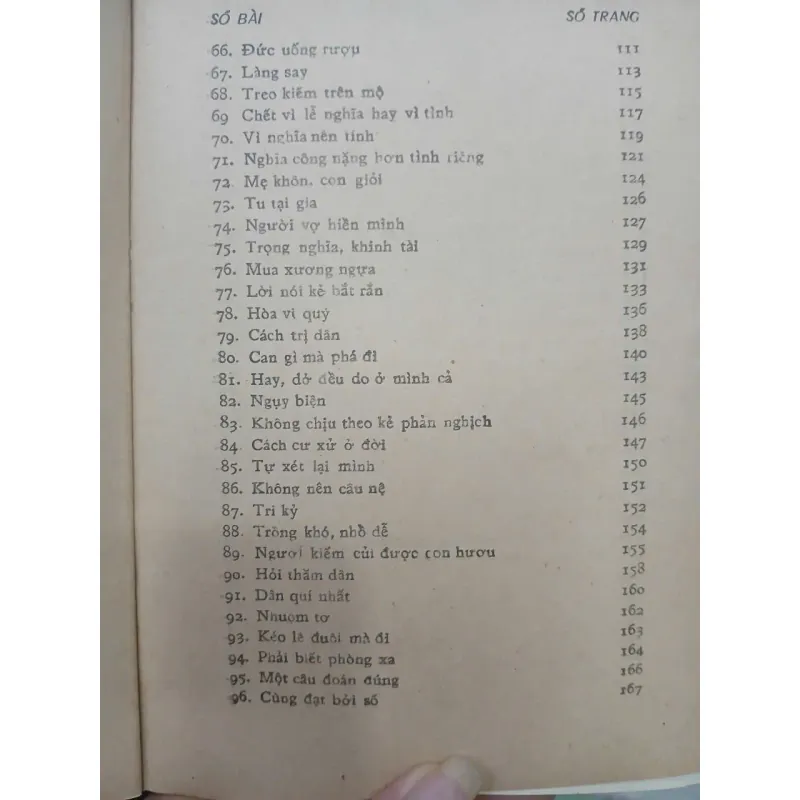 SỐ BÀI SỐ TRANG
66. Đức uống rượu 111
67. Làng say 113
68. Treo kiếm trên mộ 115
69 Chết vì lễ nghĩa hay vì tình 117
70. Vì nghĩa nên tính 119
71. Nghĩa công nặng hơn tình riêng 121
72. Mẹ khôn, con giỏi 124
73. Tu tại gia 126
74. Người vợ hiền minh 127
75. Trọng nghĩa, khinh tài 129
76. Mua xương ngựa 131
77. Lời nói kẻ bắt rắn 133
78. Hòa vi quý 136
79. Cách trị dân 138
80. Can gì mà phá đi 140
81. Hay, dở đều do ở mình cả 143
82. Ngụy biện 145
83. Không chịu theo kẻ phản nghịch 146
84. Cách cư xử ở đời 147
85. Tự xét lại mình 150
86. Không nên câu nệ 151
87. Tri kỷ 152
88. Trồng khó, nhổ dễ 154
89. Người kiếm củi được con hươu 155
90. Hỏi thăm dân 158
91. Dân quí nhất 160
92. Nhuộm tơ 162
93. Kéo lê đuôi mà đi 163
94. Phải biết phòng xa 164
95. Một câu đoán đúng 166
96. Cùng đạt bởi số 167